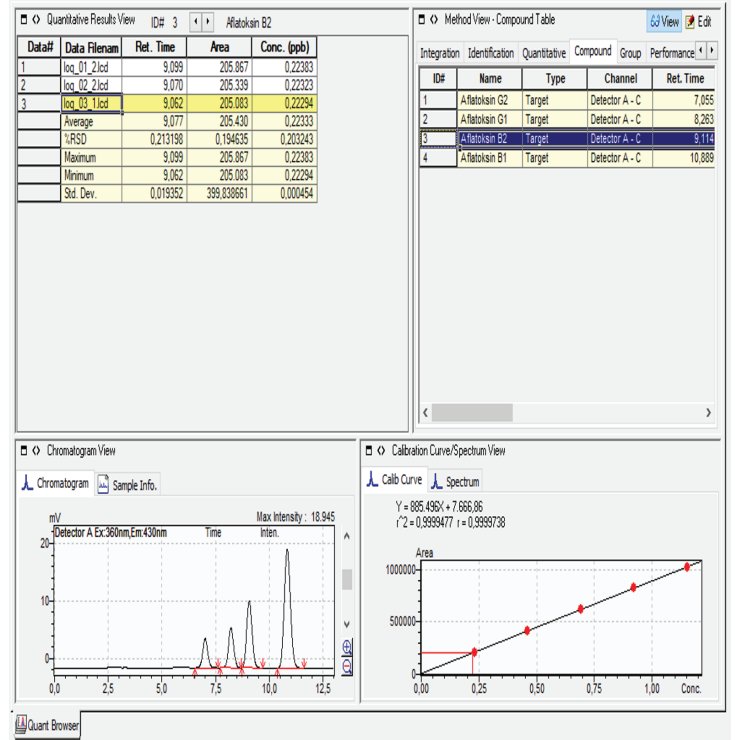 Quantitative Results View ID# 3 Aflatoksin B2
Data# Data Filenam Ret. Time Area Conc. (ppb)
1 loq_01_2.lcd 9,099 205.867 0,22383
2 loq_02_2.lcd 9,070 205.339 0,22323
3 loq_03_1.lcd 9,062 205.083 0,22294
Average 9,077 205.430 0,22333
%RSD 0,213198 0,194635 0,203243
Maximum 9,099 205.867 0,22383
Minimum 9,062 205.083 0,22294
Std. Dev. 0,019352 399,838661 0,000454
Method View - Compound Table View Edit
Integration Identification Quantitative Compound Group Performance
ID# Name Type Channel Ret. Time
1 Aflatoksin G2 Target Detector A - C 7,055
2 Aflatoksin G1 Target Detector A - C 8,263
3 Aflatoksin B2 Target Detector A - C 9,114
4 Aflatoksin B1 Target Detector A - C 10,889
Chromatogram View
Chromatogram Sample Info.
mV Max Intensity : 18.945
Detector A Ex:360nm,Em:430nm Time Inten.
20
10
0
0,0 2,5 5,0 7,5 10,0 12,5
Calibration Curve/Spectrum View
Calib Curve Spectrum
Y = 885.496X + 7.666,86
r^2 = 0,9999477 r = 0,9999738
Area
1000000
500000
0
0,00 0,25 0,50 0,75 1,00 Conc.
Quant Browser